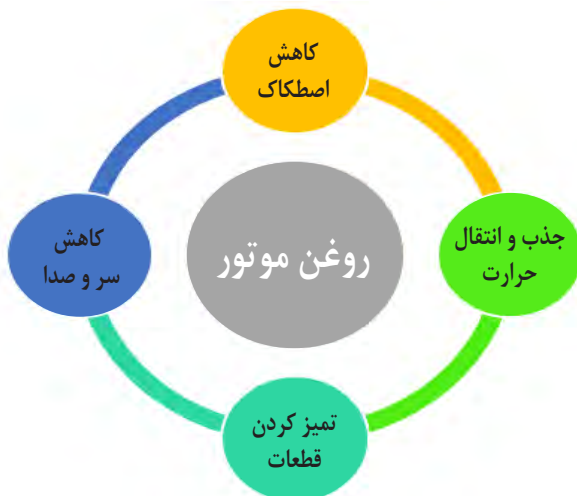 کاهش
اصطکاک
جذب و انتقال
حرارت
روغن موتور
کاهش
سر و صدا
تمیز کردن
قطعات